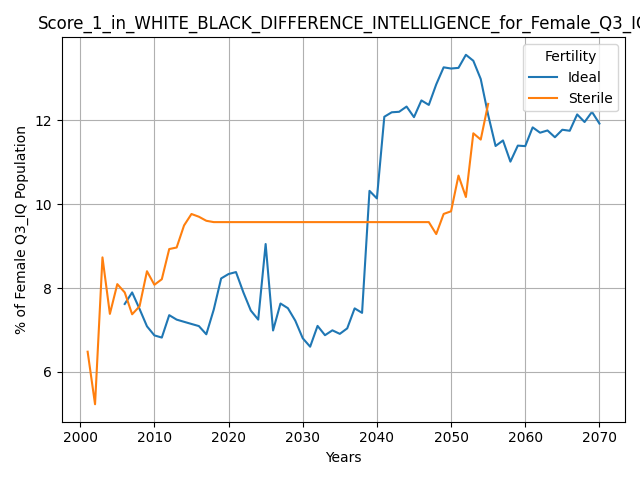 Score_1_in_WHITE_BLACK_DIFFERENCE_INTELLIGENCE_for_Female_Q3_IQ
Fertility
Ideal
Sterile
% of Female Q3_IQ Population
12
10
8
6
2000 2010 2020 2030 2040 2050 2060 2070
Years